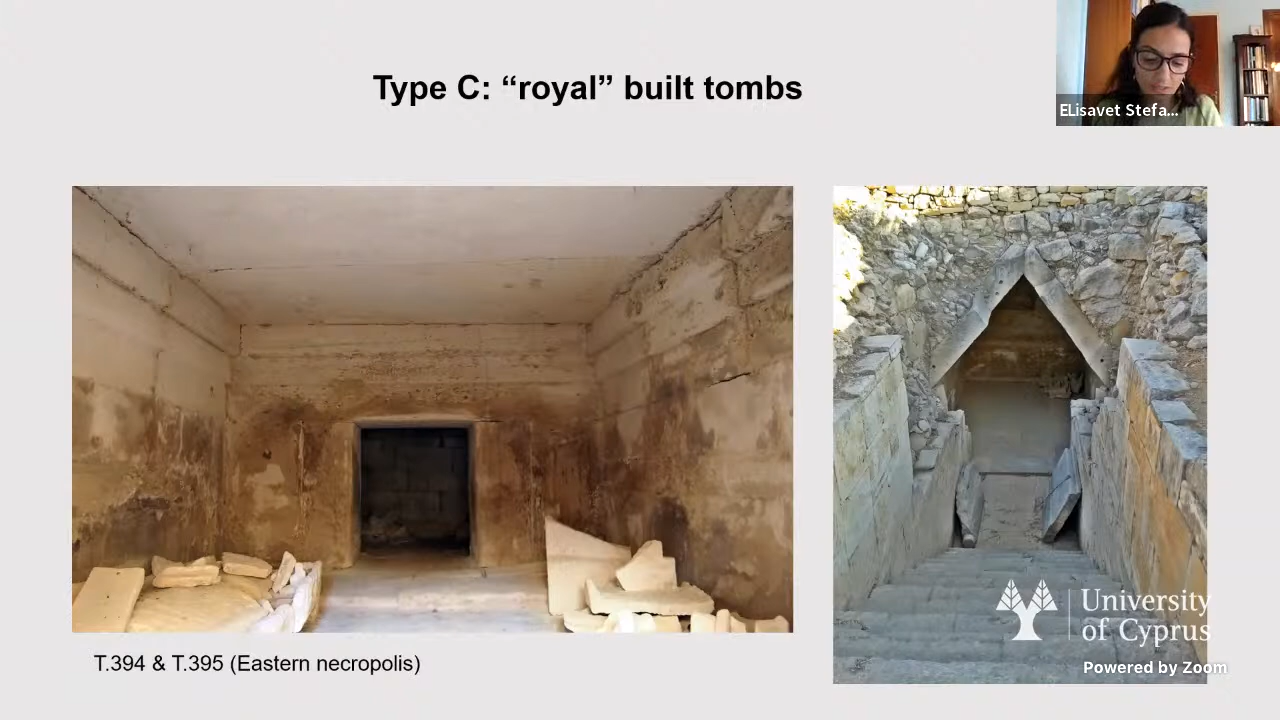 Type C: “royal” built tombs
ELisavet Stefa...
University
of Cyprus
Powered by Zoom
T.394 & T.395 (Eastern necropolis)